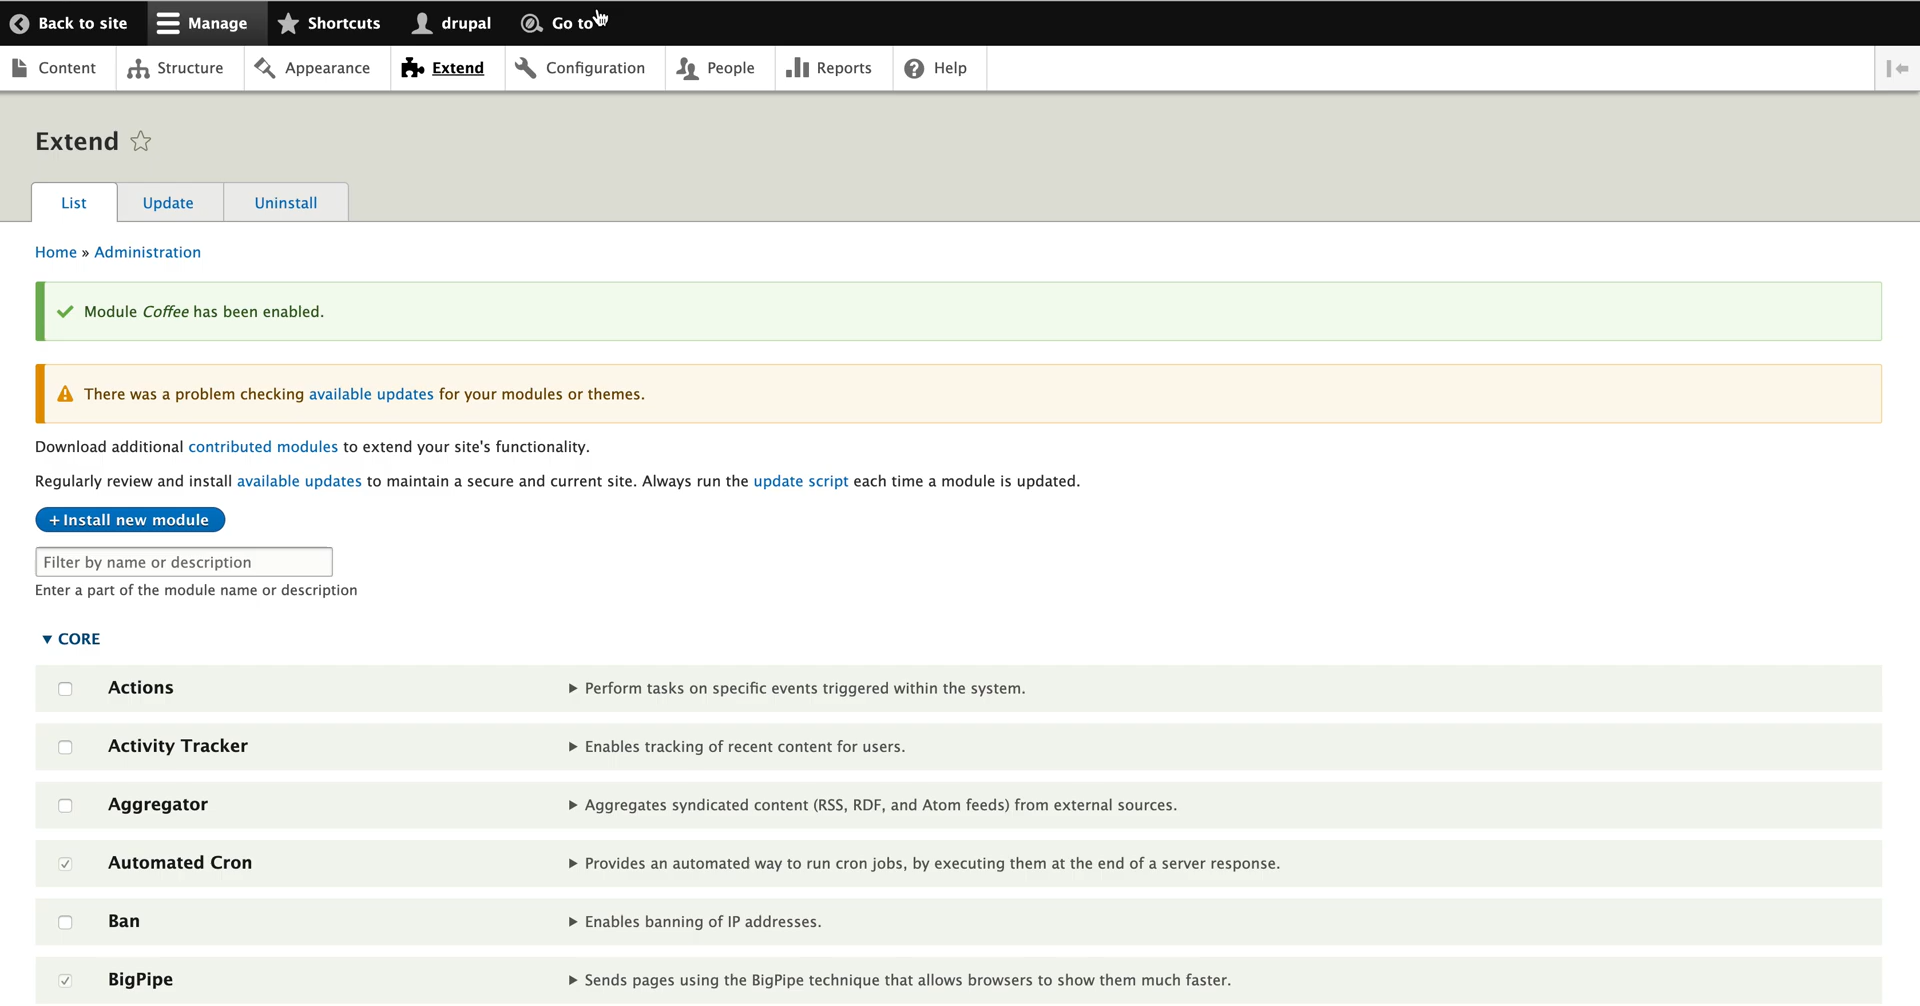 Back to site Manage Shortcuts drupal Go to
Content Structure Appearance Extend Configuration People Reports Help
Extend
List Update Uninstall
Home » Administration
Module Coffee has been enabled.
There was a problem checking available updates for your modules or themes.
Download additional contributed modules to extend your site's functionality.
Regularly review and install available updates to maintain a secure and current site. Always run the update script each time a module is updated.
+ Install new module
Filter by name or description
Enter a part of the module name or description
▼ CORE
Actions ▶ Perform tasks on specific events triggered within the system.
Activity Tracker ▶ Enables tracking of recent content for users.
Aggregator ▶ Aggregates syndicated content (RSS, RDF, and Atom feeds) from external sources.
Automated Cron ▶ Provides an automated way to run cron jobs, by executing them at the end of a server response.
Ban ▶ Enables banning of IP addresses.
BigPipe ▶ Sends pages using the BigPipe technique that allows browsers to show them much faster.